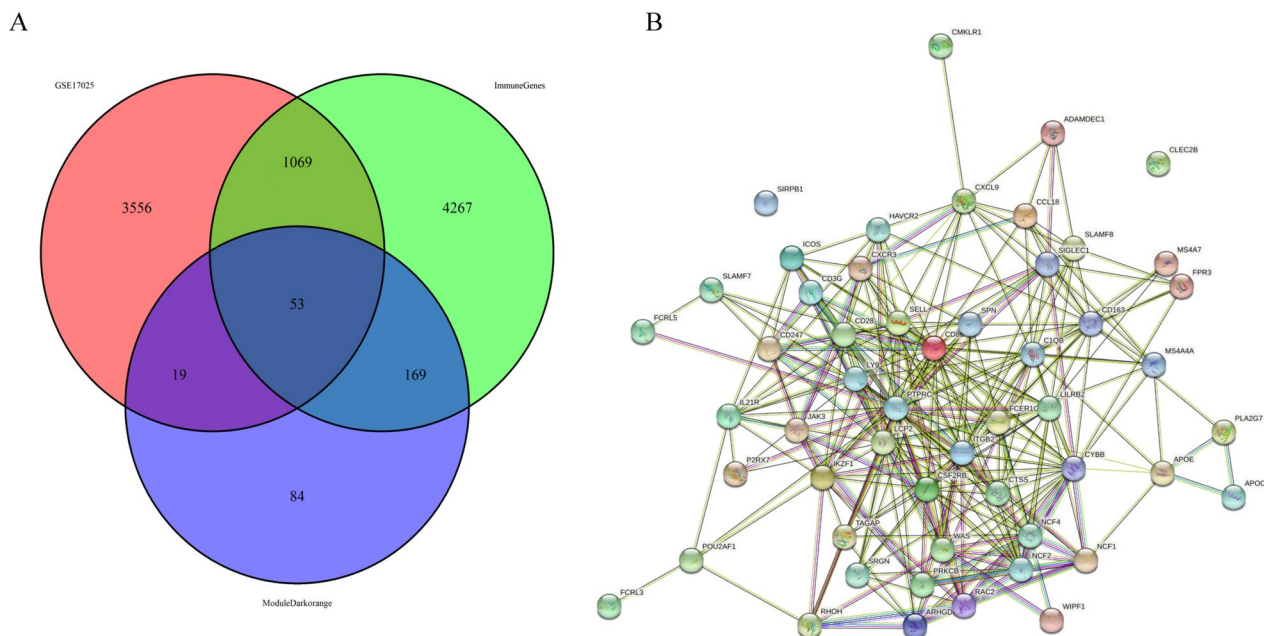 A
B
GSE17025
ImmuneGenes
1069
3556
4267
53
19
169
84
ModuleDarkorange
CMKLR1
ADAMDEC1
CLEC2B
SIRPB1
CXCL9
CCL18
HAVCR2
SLAMF8
ICOS
SIGLEC1
MS4A7
CXCR3
FPR3
CD3G
SLAMF7
SELL
SPN
CD163
FCRL5
CD28
CD247
C1QB
MS4A4A
PTPRC
LILRB2
IL21R
FCER1G
JAK3
PLA2G7
LCP2
ITGB2
P2RX7
CYBB
APOE
IKZF1
CSF2RB
CTSS
TAGAP
NCF4
WAS
POU2AF1
NCF2
NCF1
SRGN
PRKCB
FCRL3
RAC2
RHOH
ARHGD
WIPF1